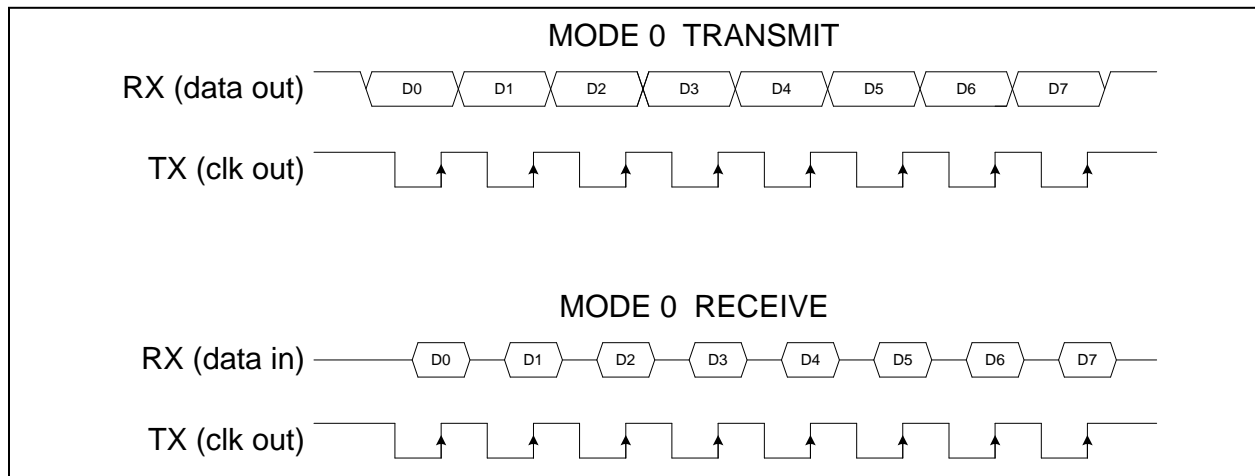 MODE 0 TRANSMIT
RX (data out) D0 D1 D2 D3 D4 D5 D6 D7
TX (clk out)
MODE 0 RECEIVE
RX (data in) D0 D1 D2 D3 D4 D5 D6 D7
TX (clk out)